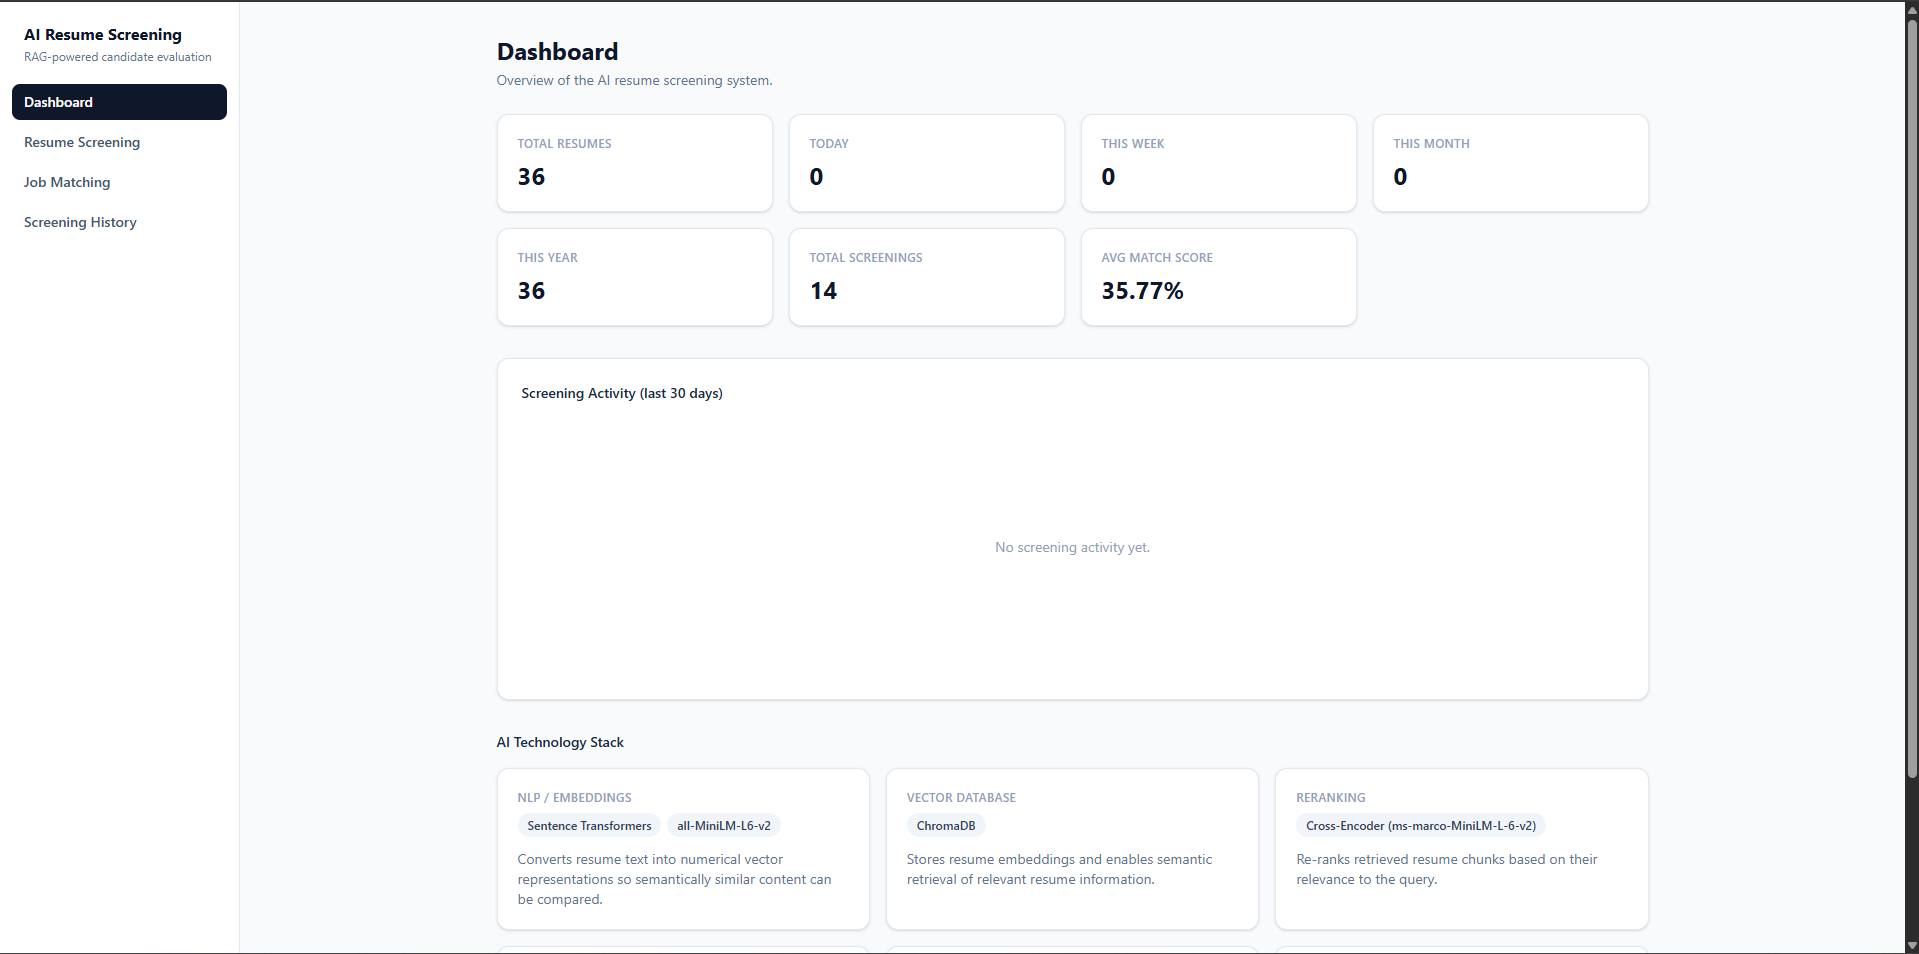 AI Resume Screening
RAG-powered candidate evaluation
Dashboard
Resume Screening
Job Matching
Screening History
Dashboard
Overview of the AI resume screening system.
TOTAL RESUMES
36
TODAY
0
THIS WEEK
0
THIS MONTH
0
THIS YEAR
36
TOTAL SCREENINGS
14
AVG MATCH SCORE
35.77%
Screening Activity (last 30 days)
No screening activity yet.
AI Technology Stack
NLP / EMBEDDINGS
Sentence Transformers
all-MiniLM-L6-v2
Converts resume text into numerical vector
representations so semantically similar content can
be compared.
VECTOR DATABASE
ChromaDB
Stores resume embeddings and enables semantic
retrieval of relevant resume information.
RERANKING
Cross-Encoder (ms-marco-MiniLM-L-6-v2)
Re-ranks retrieved resume chunks based on their
relevance to the query.